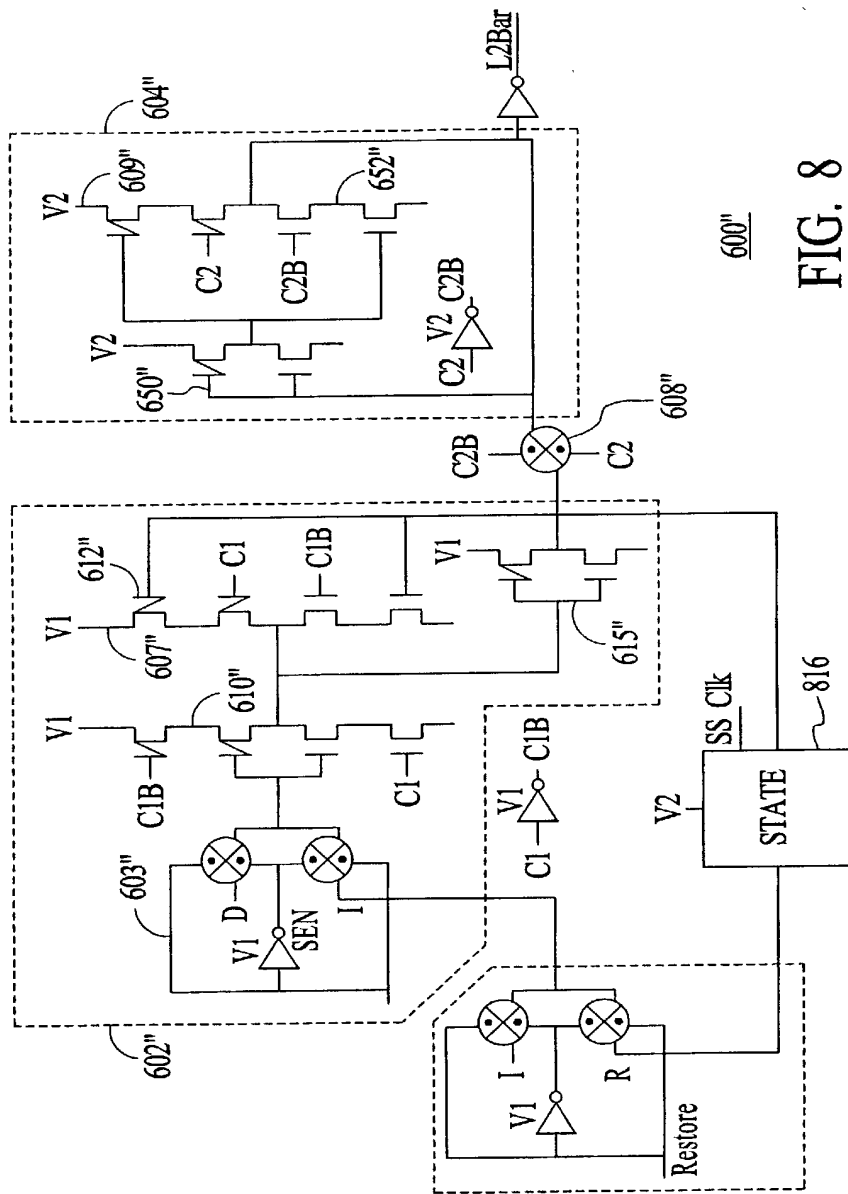 602"
603"
V1
SEN
D
I
V1
C1B
610"
C1
V1
607"
612"
C1
C1B
V1
615"
C1
V1
C1B
Restore
V1
I
R
V2
SS Clk
STATE
816
C2B
C2
608"
604"
650"
V2
V2
609"
C2
C2B
652"
C2
V2
C2B
L2Bar
600"
FIG. 8